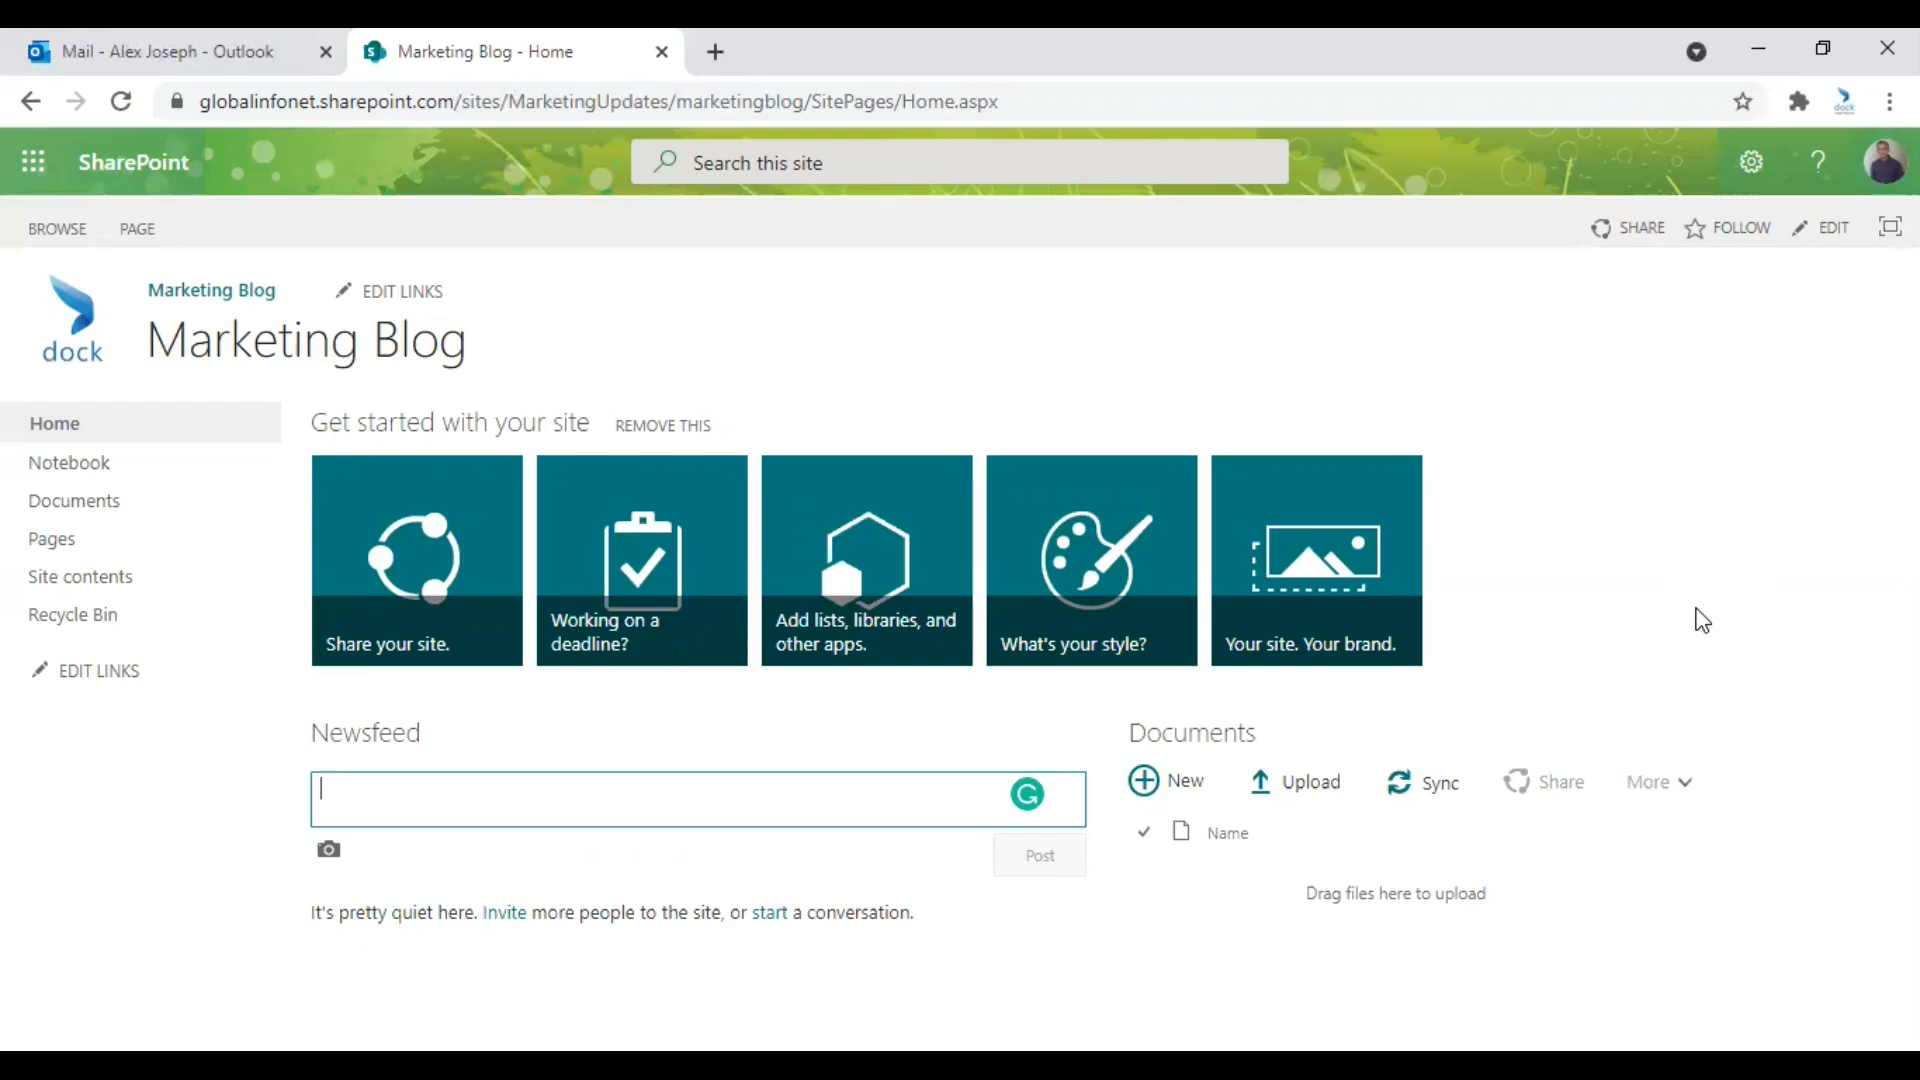 Mail - Alex Joseph - Outlook
Marketing Blog - Home
globalinfonet.sharepoint.com/sites/MarketingUpdates/marketingblog/SitePages/Home.aspx
dock
SharePoint
Search this site
?
BROWSE PAGE
SHARE FOLLOW EDIT
dock
Marketing Blog
EDIT LINKS
Marketing Blog
Home
Notebook
Documents
Pages
Site contents
Recycle Bin
EDIT LINKS
Get started with your site REMOVE THIS
Share your site.
Working on a
deadline?
Add lists, libraries, and
other apps.
What's your style?
Your site. Your brand.
Newsfeed
Post
It's pretty quiet here. Invite more people to the site, or start a conversation.
Documents
New Upload Sync Share More
Name
Drag files here to upload